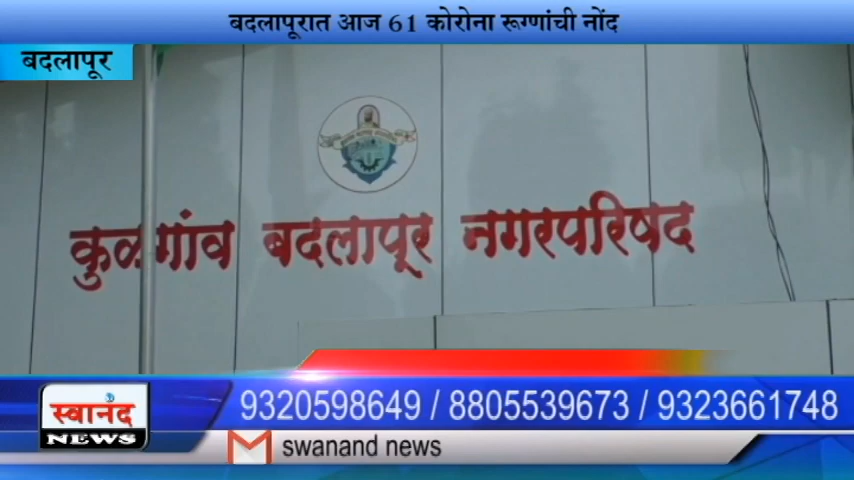 बदलापूरात आज 61 कोरोना रूग्णांची नोंद
बदलापूर
कुळगांव बदलापूर नगरपरिषद
स्वानंद
NEWS
9320598649 / 8805539673 / 9323661748
swanand news